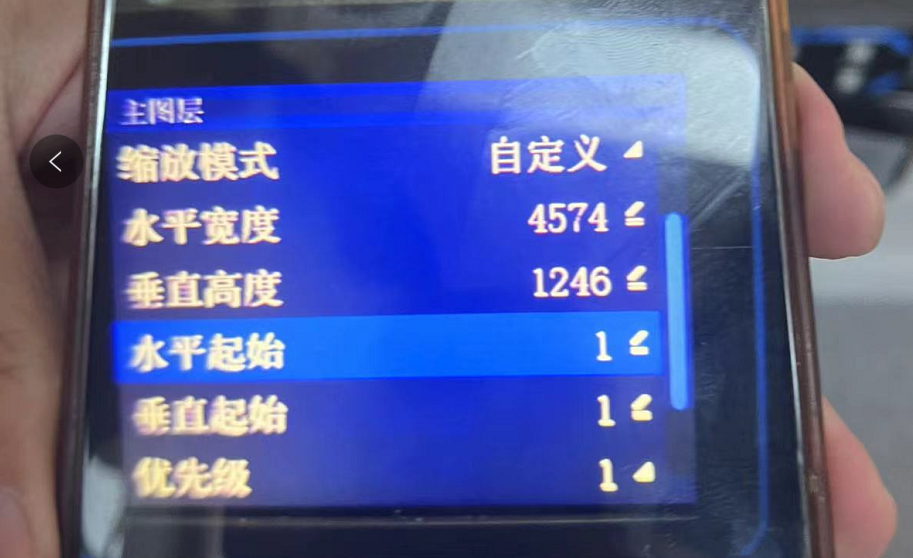 主图层
缩放模式 自定义
水平宽度 4574
垂直高度 1246
水平起始 1
垂直起始 1
优先级 1